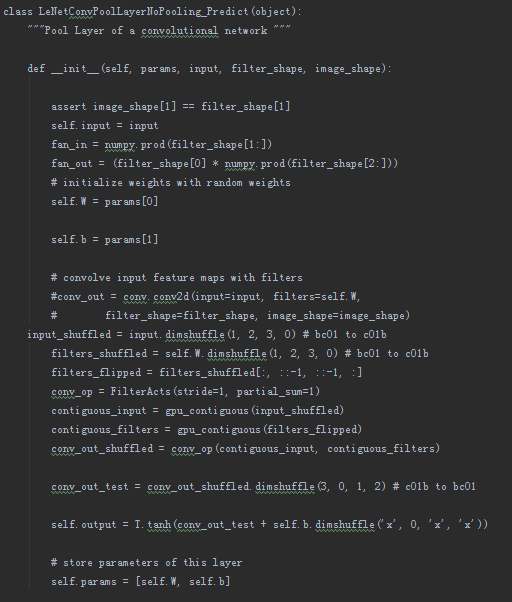 class LeNetConvPoolLayerNoPooling_Predict(object):
    """Pool Layer of a convolutional network """
    def __init__(self, params, input, filter_shape, image_shape):
        assert image_shape[1] == filter_shape[1]
        self.input = input
        fan_in = numpy.prod(filter_shape[1:])
        fan_out = (filter_shape[0] * numpy.prod(filter_shape[2:]))
        # initialize weights with random weights
        self.W = params[0]
        self.b = params[1]
        # convolve input feature maps with filters
        #conv_out = conv.conv2d(input=input, filters=self.W,
        #        filter_shape=filter_shape, image_shape=image_shape)
    input_shuffled = input.dimshuffle(1, 2, 3, 0) # bc01 to c01b
        filters_shuffled = self.W.dimshuffle(1, 2, 3, 0) # bc01 to c01b
        filters_flipped = filters_shuffled[:, ::-1, ::-1, :]
        conv_op = FilterActs(stride=1, partial_sum=1)
        contiguous_input = gpu_contiguous(input_shuffled)
        contiguous_filters = gpu_contiguous(filters_flipped)
        conv_out_shuffled = conv_op(contiguous_input, contiguous_filters)
        conv_out_test = conv_out_shuffled.dimshuffle(3, 0, 1, 2) # c01b to bc01
        self.output = T.tanh(conv_out_test + self.b.dimshuffle('x', 0, 'x', 'x'))
        # store parameters of this layer
        self.params = [self.W, self.b]